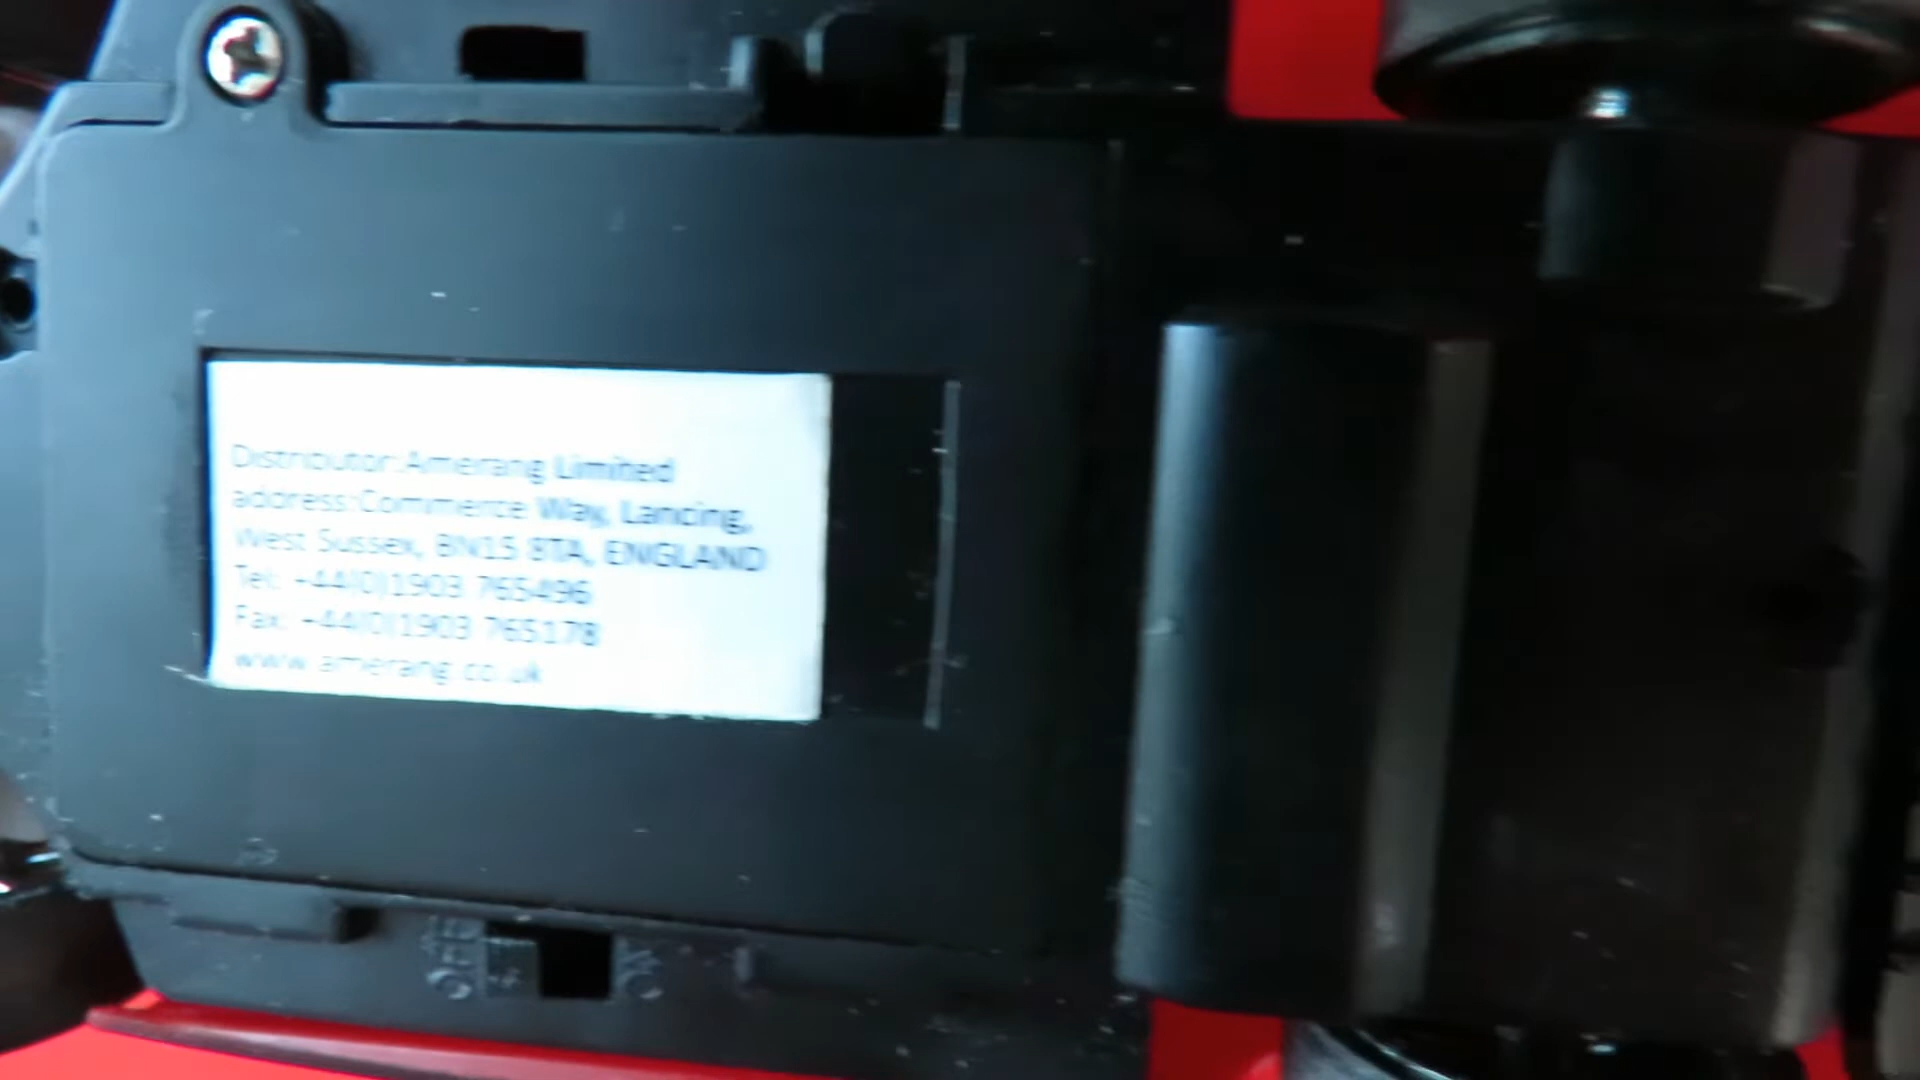 Distributor:Amerang Limited
address:Commerce Way, Lancing,
West Sussex, BN15 8TA, ENGLAND
Tel: +44(0)1903 765496
Fax: +44(0)1903 765178
www.amerang.co.uk
OFF